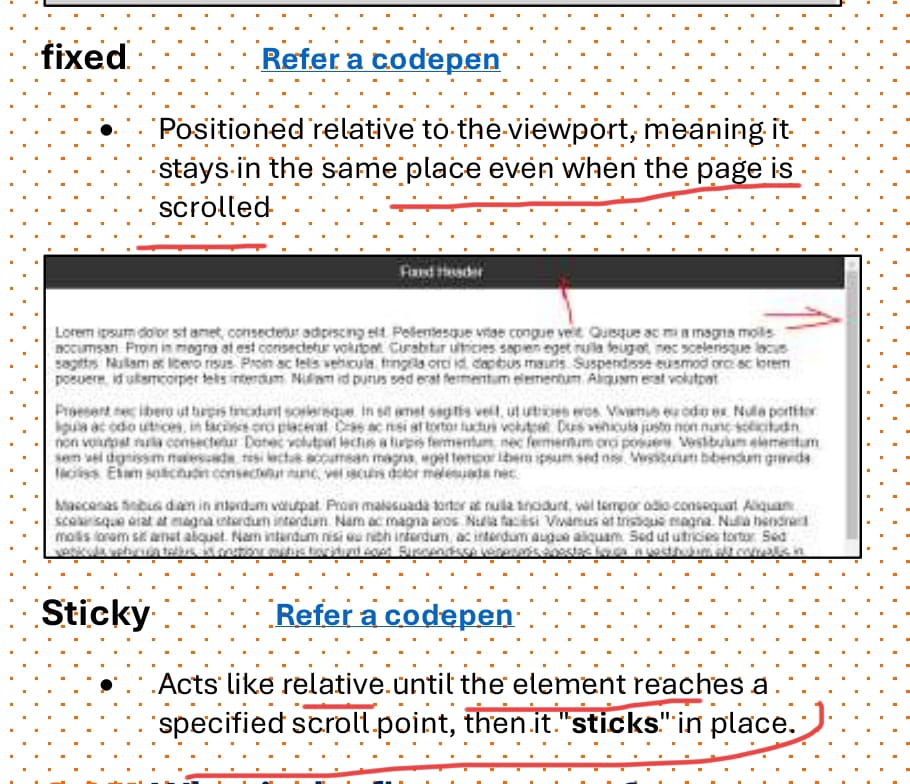 fixed Refer a codepen
• Positioned relative to the viewport, meaning it
stays in the same place even when the page is
scrolled
Fixed Header
Lorem ipsum dolor sit amet, consectetur adipiscing elit. Pellentesque vitae congue velit. Quisque ac mi a magna mollis
accumsan. Proin in magna at est consectetur volutpat. Curabitur ultricies sapien eget nulla feugiat, nec scelerisque lacus
sagittis. Nullam at libero risus. Proin ac felis vehicula, fringilla orci id, dapibus mauris. Suspendisse euismod orci ac lorem
posuere, id ullamcorper felis interdum. Nullam id purus sed erat fermentum elementum. Aliquam erat volutpat.
Praesent nec libero ut turpis tincidunt scelerisque. In sit amet sagittis velit, ut ultricies eros. Vivamus eu odio ex. Nulla porttitor
ligula ac odio ultrices, in facilisis orci placerat. Cras ac nisi at tortor luctus volutpat. Duis vehicula justo non nunc sollicitudin,
non volutpat nulla consectetur. Donec volutpat lectus a turpis fermentum, nec fermentum orci posuere. Vestibulum elementum,
sem vel dignissim malesuada, nisi lectus accumsan magna, eget tempor libero ipsum sed nisi. Vestibulum bibendum gravida
facilisis. Etiam sollicitudin consectetur nunc, vel iaculis dolor malesuada nec.
Maecenas finibus diam in interdum volutpat. Proin malesuada tortor at nulla tincidunt, vel tempor odio consequat. Aliquam
scelerisque erat at magna interdum interdum. Nam ac magna eros. Nulla facilisi. Vivamus et tristique magna. Nulla hendrerit
mollis lorem sit amet aliquet. Nam interdum nisi eu nibh interdum, ac interdum augue aliquam. Sed ut ultricies tortor. Sed
Sticky Refer a codepen
• Acts like relative until the element reaches a
specified scroll point, then it "sticks" in place.